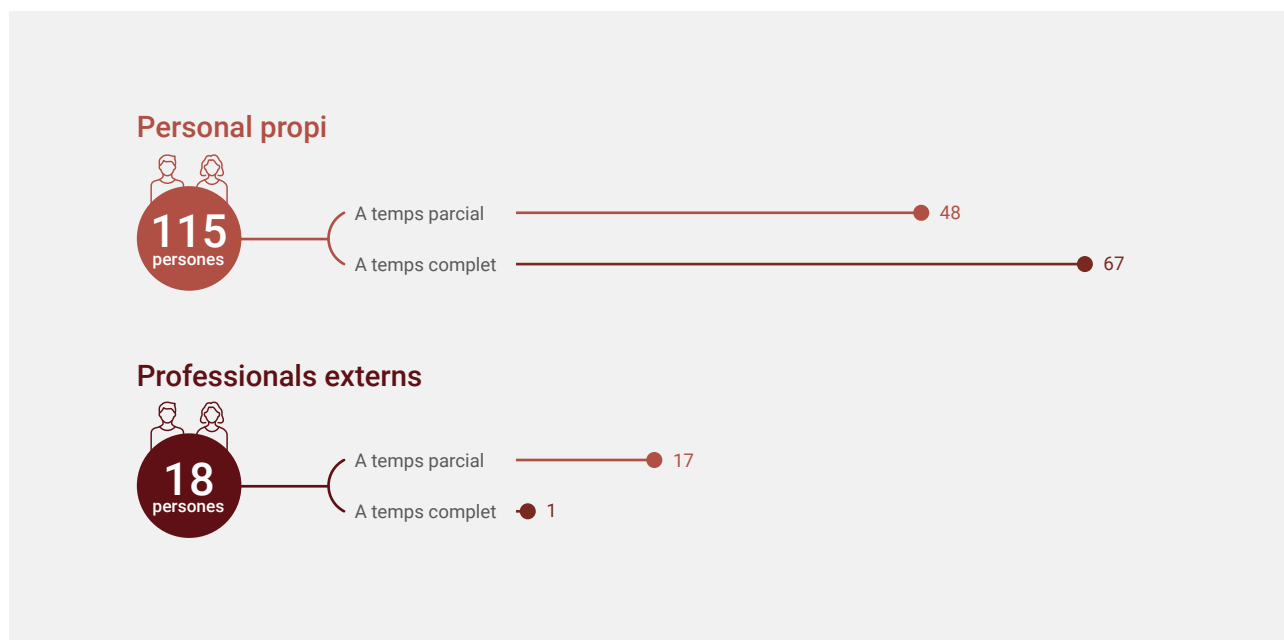 Personal propi
115
persones
A temps parcial
48
A temps complet
67
Professionals externs
18
persones
A temps parcial
17
A temps complet
1